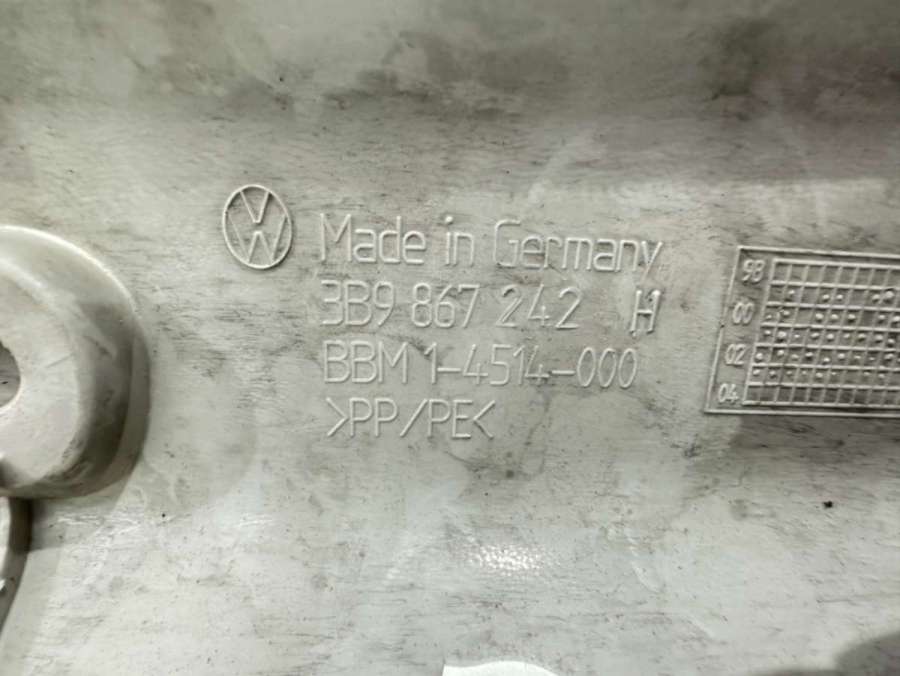 Made in Germany
3B9 867 242 H
BBM 1-4514-000
>PP/PE<
98
00
02
04